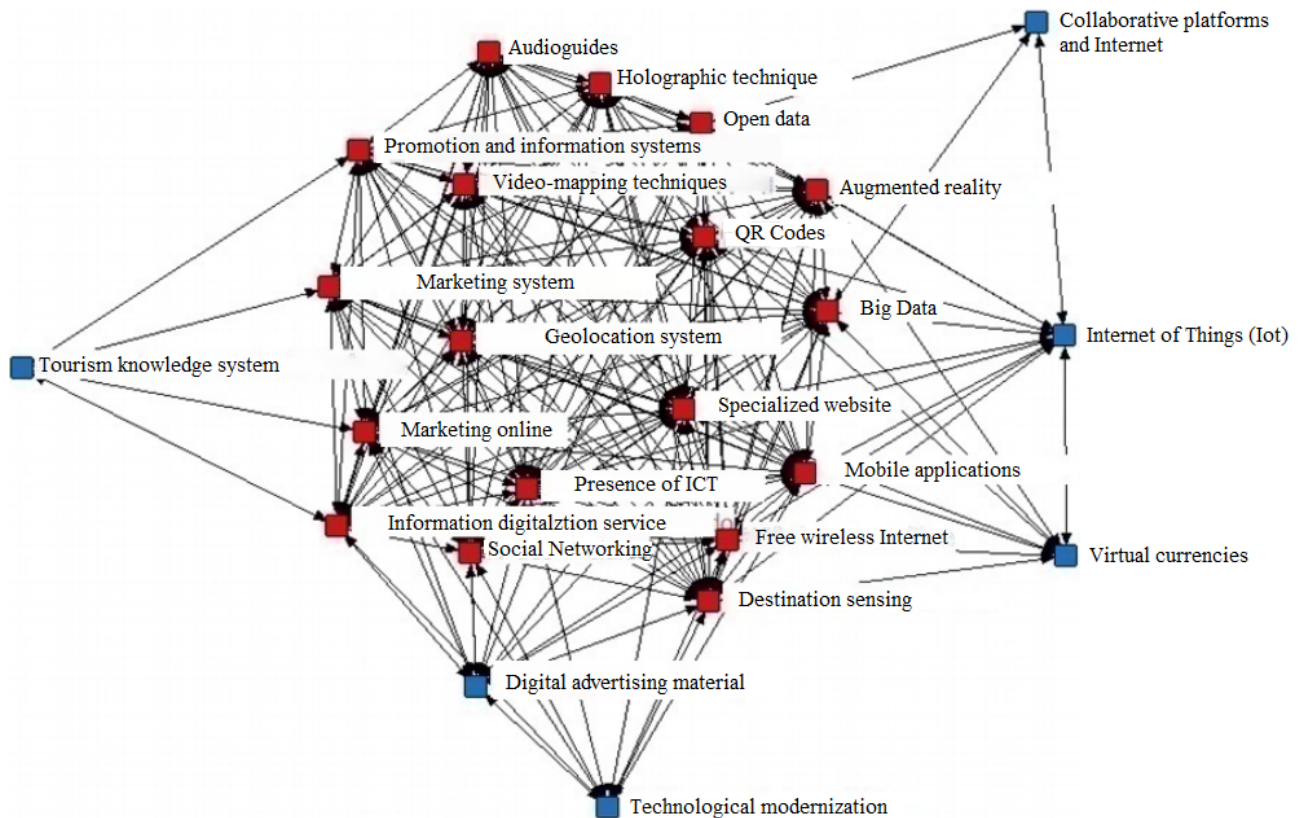 Collaborative platforms
and Internet
Audioguides
Holographic technique
Open data
Promotion and information systems
Video-mapping techniques
Augmented reality
QR Codes
Marketing system
Big Data
Geolocation system
Internet of Things (Iot)
Tourism knowledge system
Specialized website
Marketing online
Mobile applications
Presence of ICT
Information digitalztion service
Free wireless Internet
Social Networking
Virtual currencies
Destination sensing
Digital advertising material
Technological modernization